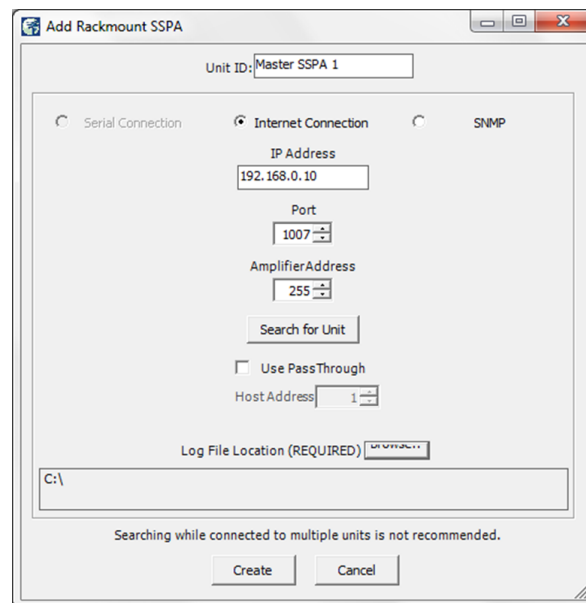 Add Rackmount SSPA
Unit ID: Master SSPA 1
Serial Connection Internet Connection SNMP
IP Address
192.168.0.10
Port
1007
AmplifierAddress
255
Search for Unit
Use PassThrough
Host Address 1
Log File Location (REQUIRED) Browse..
C:\
Searching while connected to multiple units is not recommended.
Create Cancel